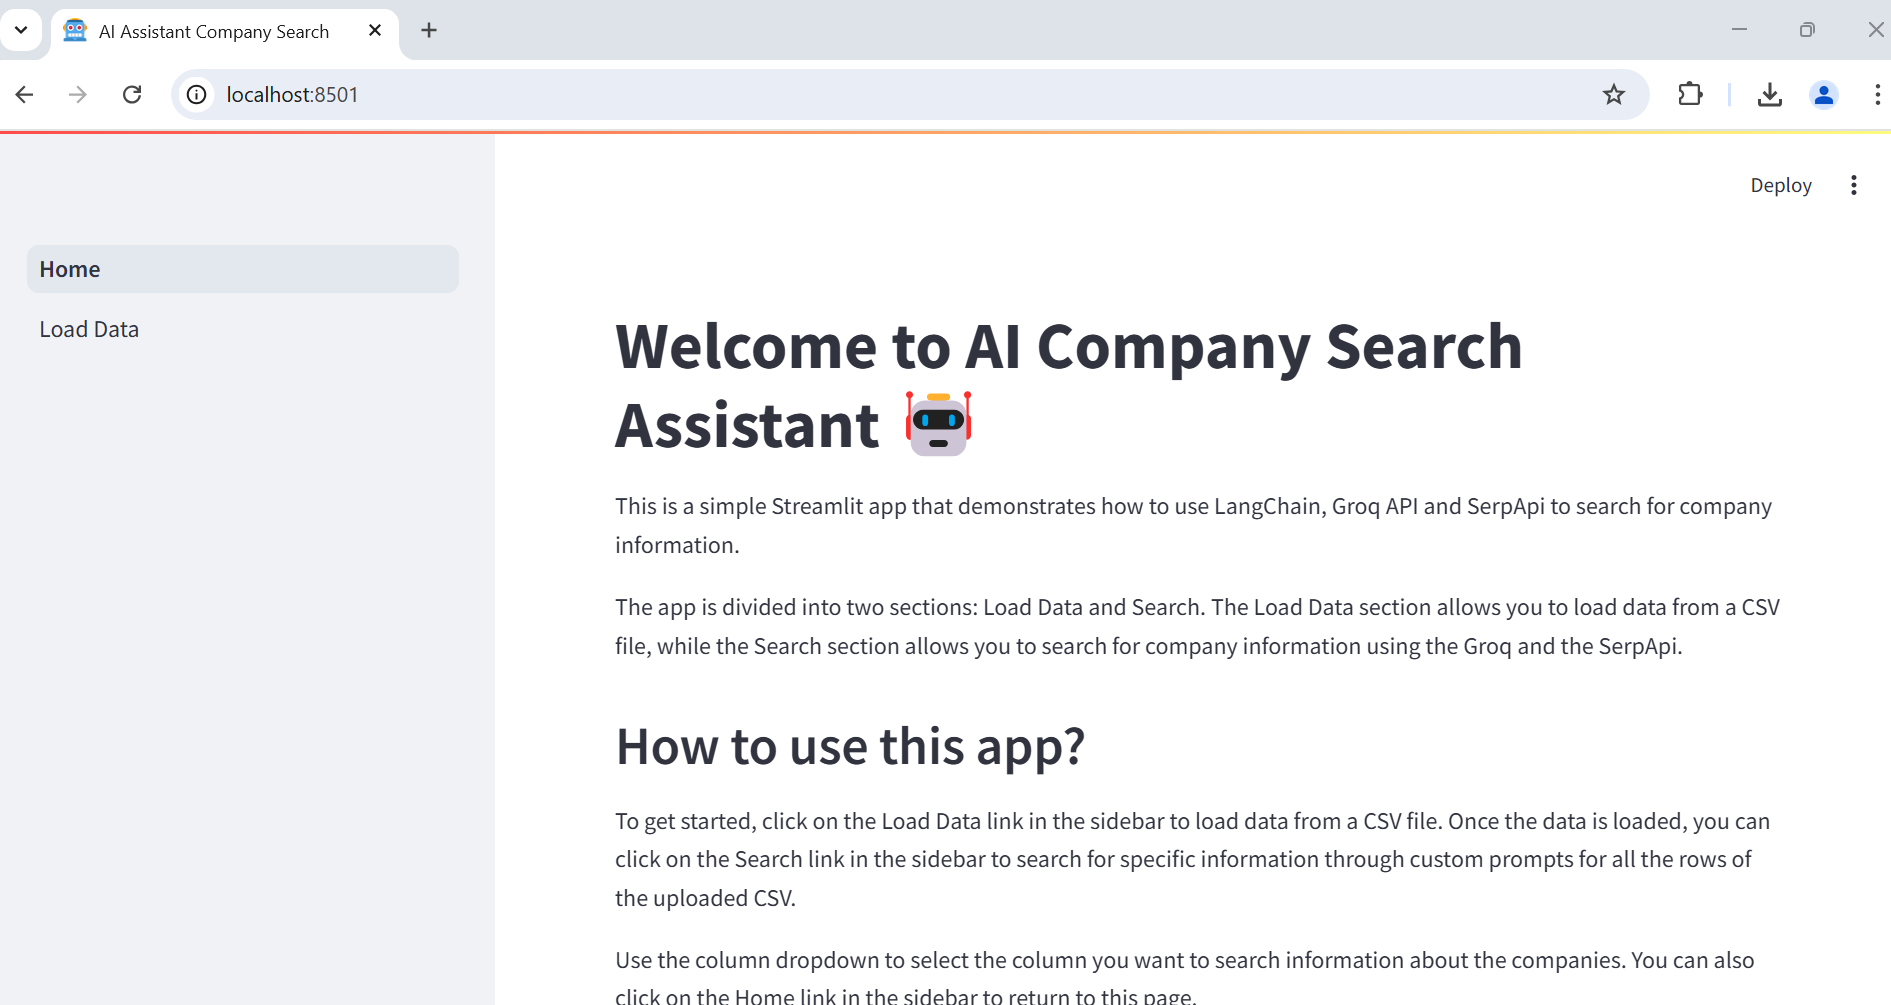 AI Assistant Company Search
localhost:8501
Deploy
Home
Load Data
Welcome to AI Company Search
Assistant
This is a simple Streamlit app that demonstrates how to use LangChain, Groq API and SerpApi to search for company
information.
The app is divided into two sections: Load Data and Search. The Load Data section allows you to load data from a CSV
file, while the Search section allows you to search for company information using the Groq and the SerpApi.
How to use this app?
To get started, click on the Load Data link in the sidebar to load data from a CSV file. Once the data is loaded, you can
click on the Search link in the sidebar to search for specific information through custom prompts for all the rows of
the uploaded CSV.
Use the column dropdown to select the column you want to search information about the companies. You can also
click on the Home link in the sidebar to return to this page.